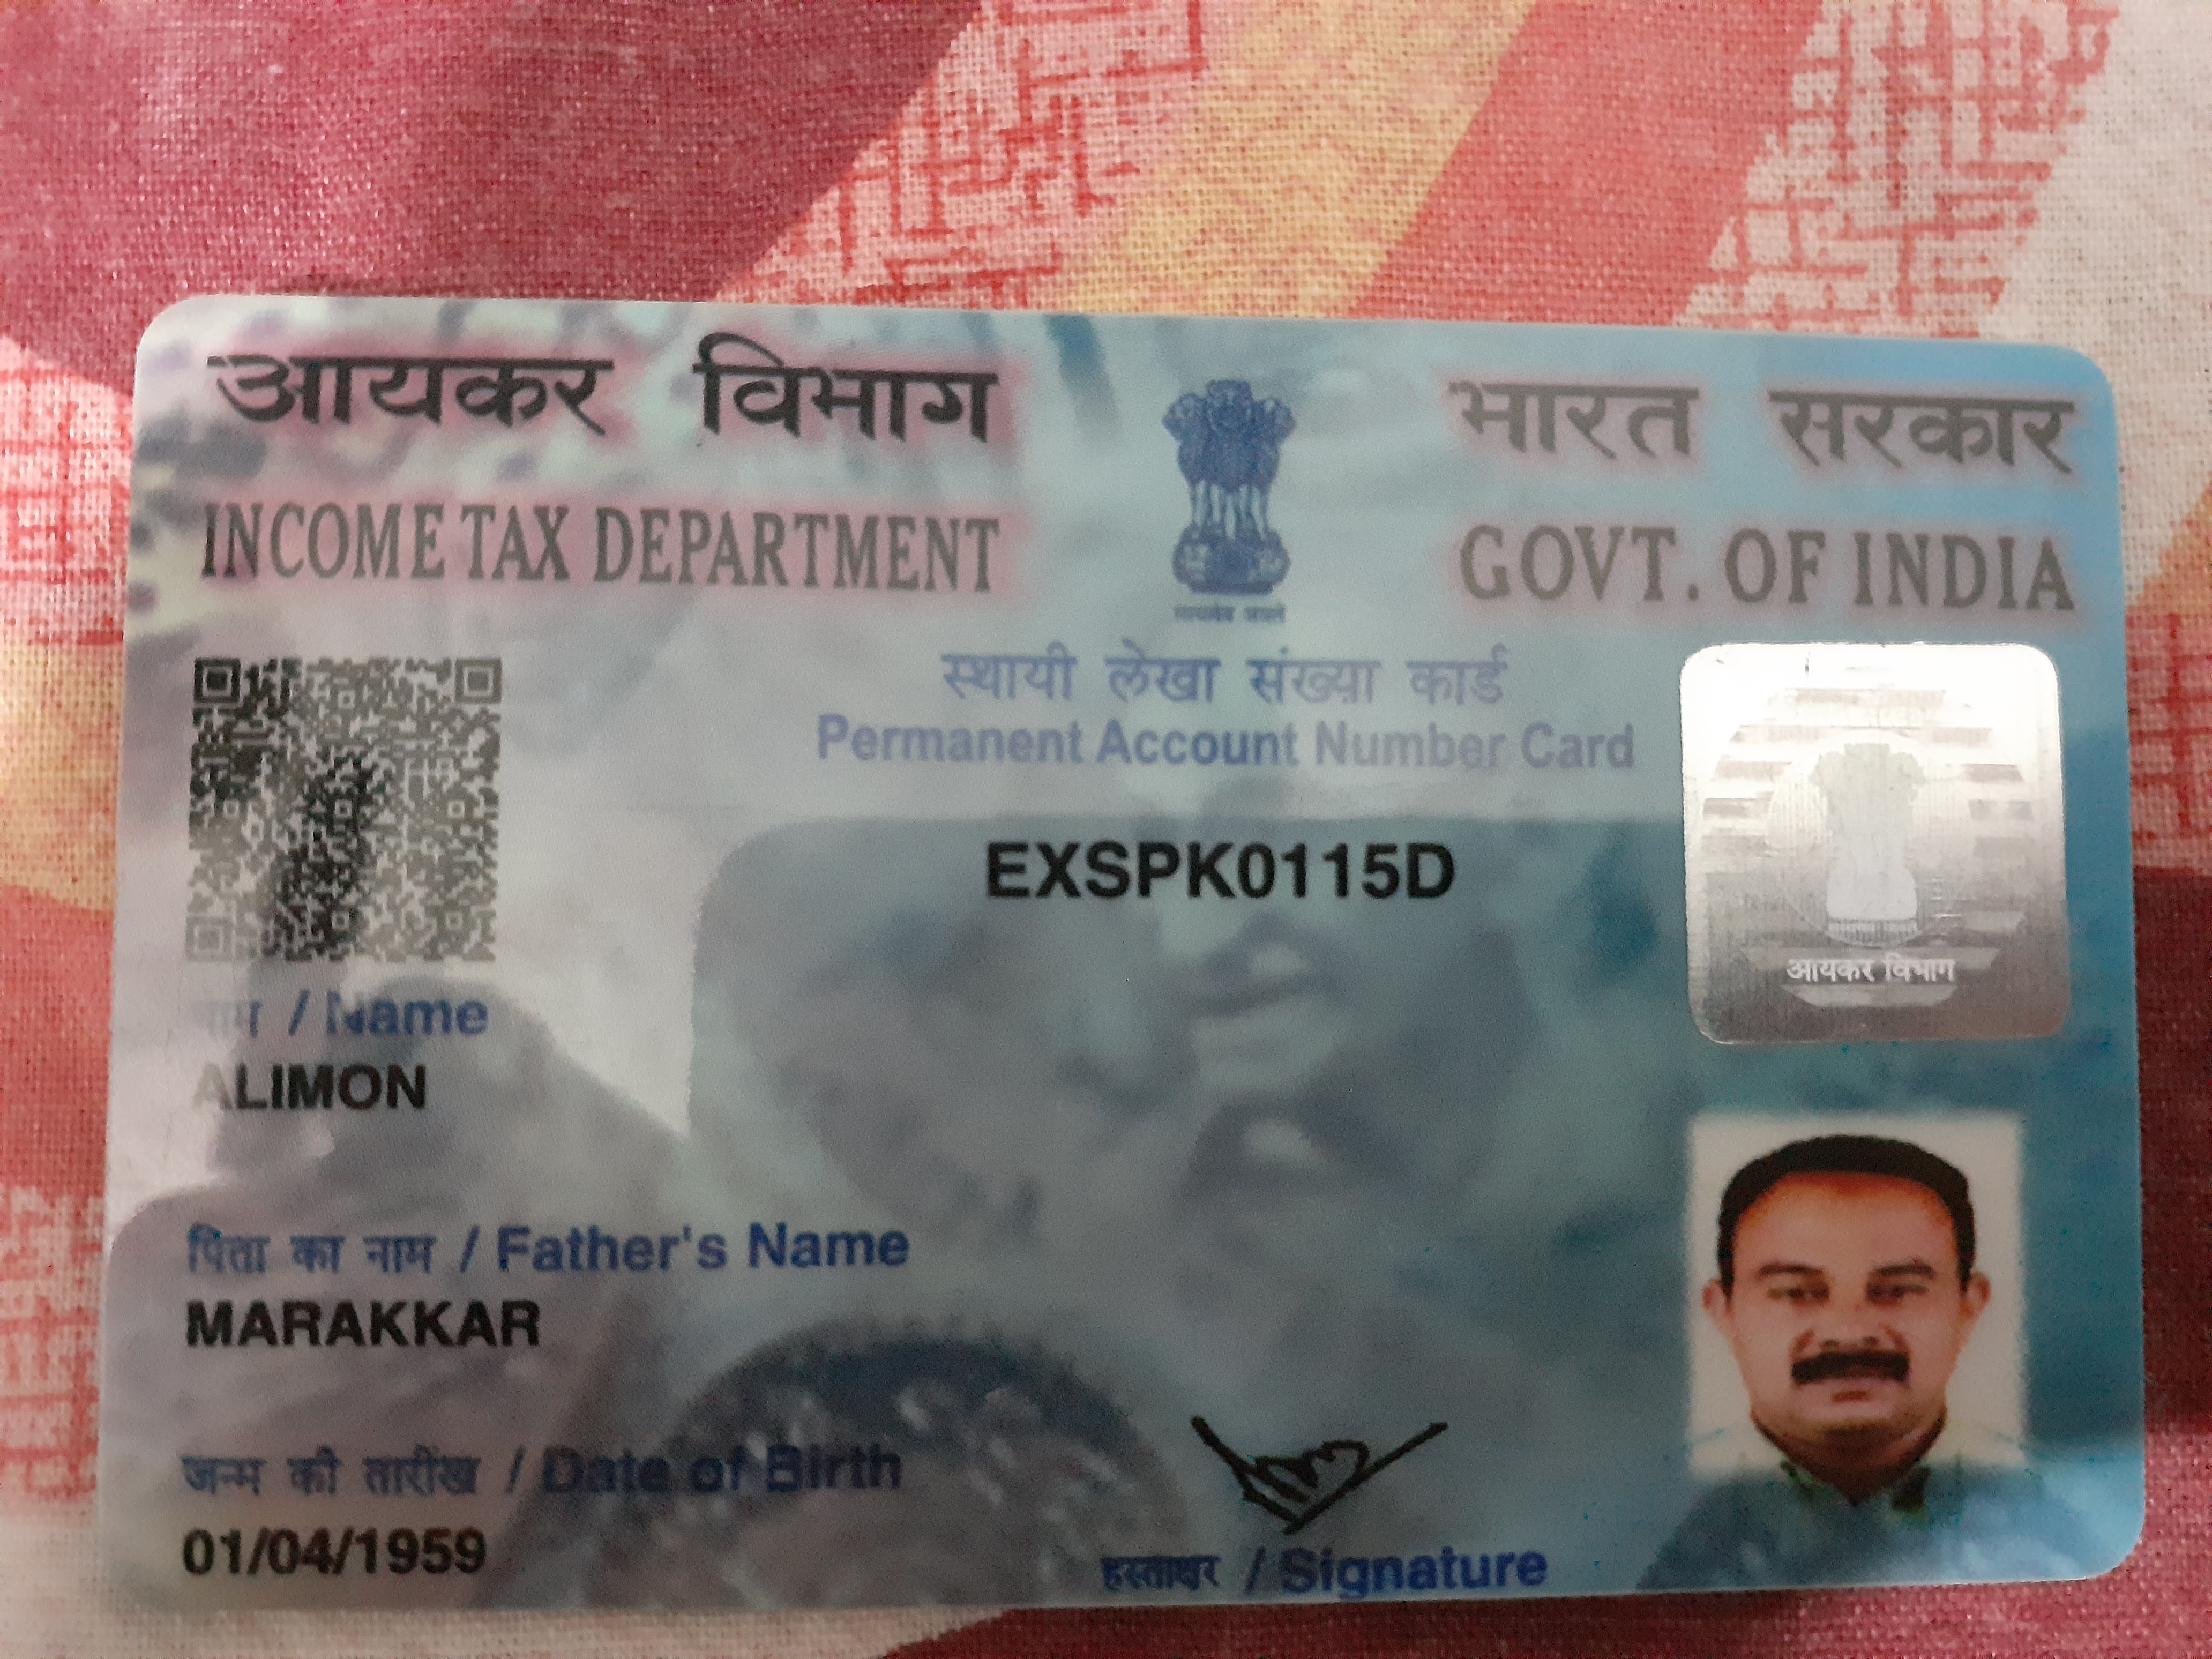 आयकर विभाग
INCOME TAX DEPARTMENT
भारत सरकार
GOVT. OF INDIA
सत्यमेव जयते
स्थायी लेखा संख्या कार्ड
Permanent Account Number Card
EXSPK0115D
आयकर विभाग
नाम / Name
ALIMON
पिता का नाम / Father's Name
MARAKKAR
जन्म की तारीख / Date of Birth
01/04/1959
हस्ताक्षर / Signature